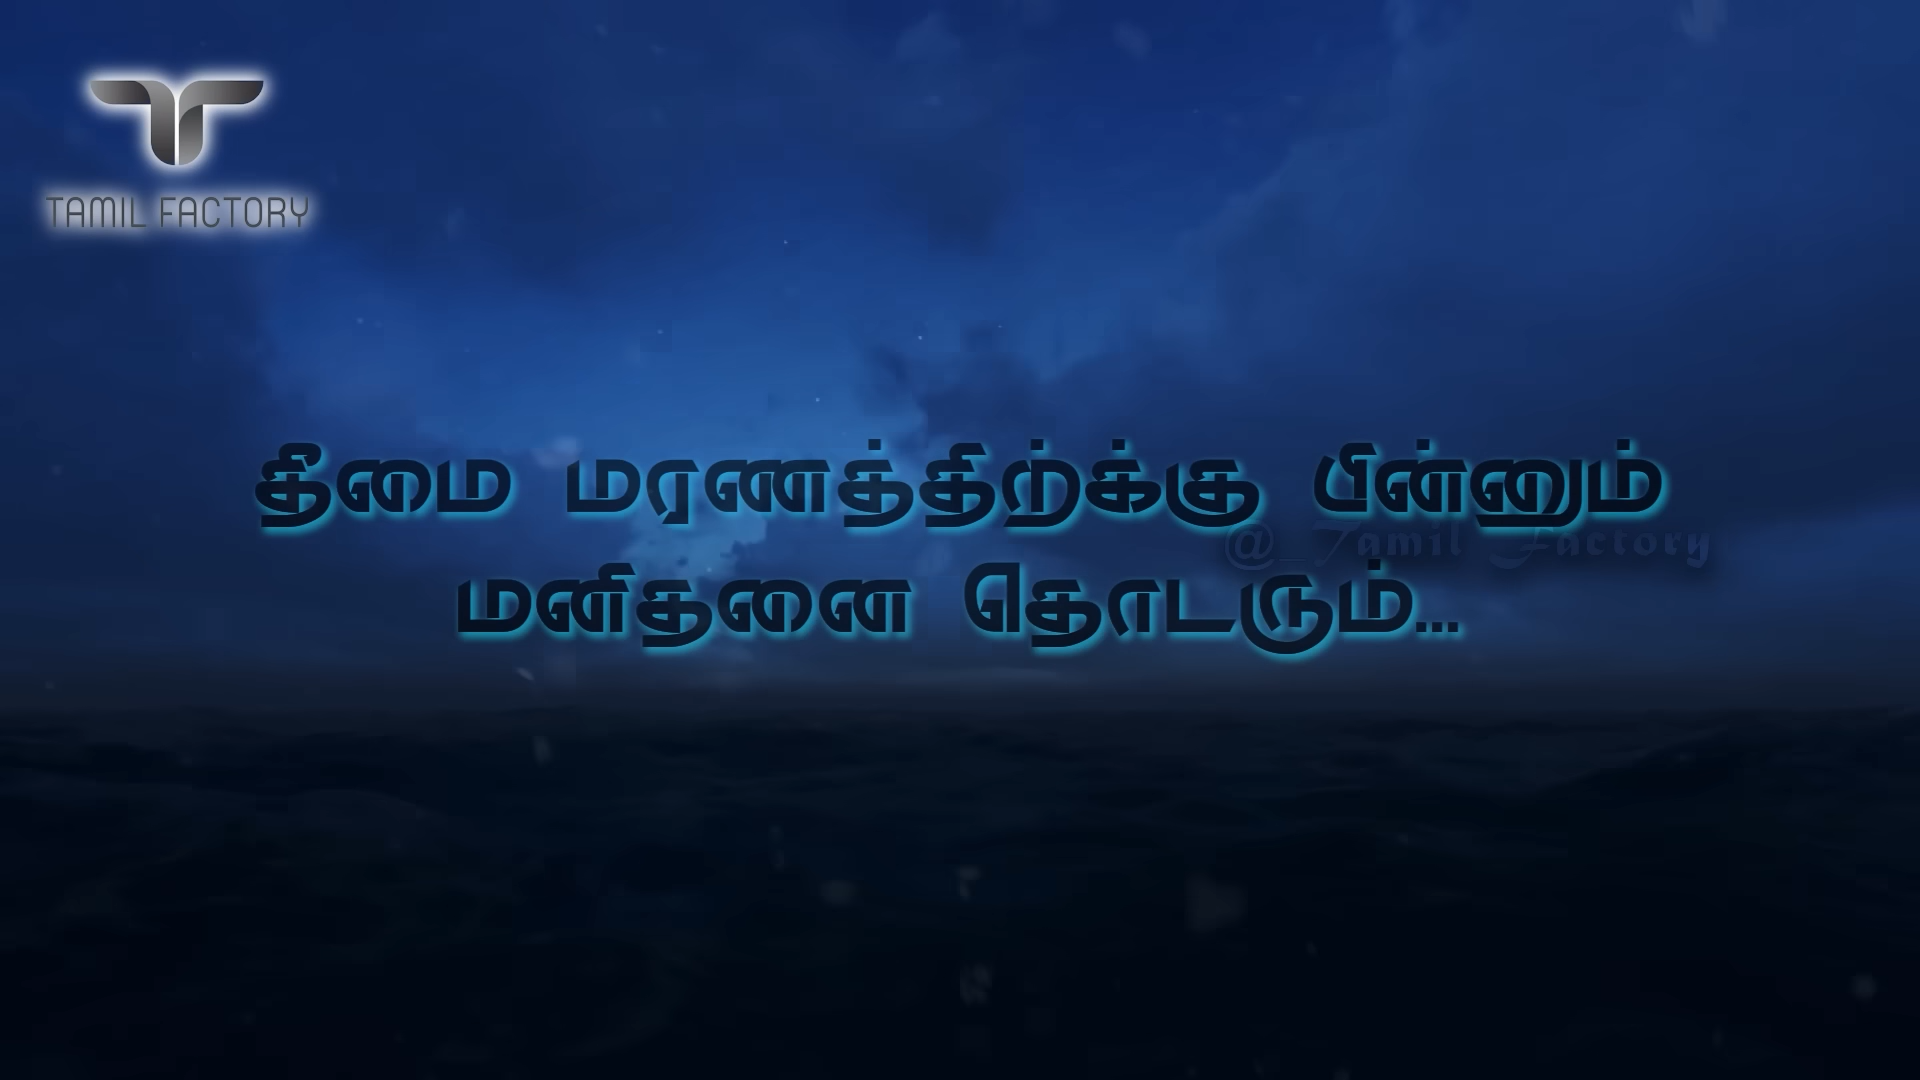 TAMIL FACTORY
தீமை மரணத்திற்க்கு பின்னும்
@_Tamil Factory
மனிதனை தொடரும்...